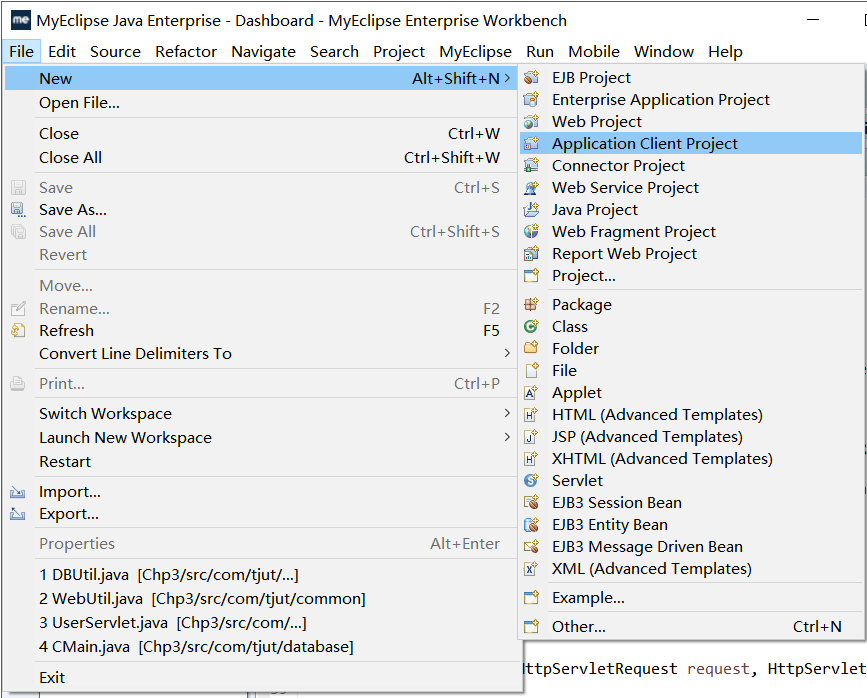 MyEclipse Java Enterprise - Dashboard - MyEclipse Enterprise Workbench
File Edit Source Refactor Navigate Search Project MyEclipse Run Mobile Window Help
New Alt+Shift+N
Open File...
Close Ctrl+W
Close All Ctrl+Shift+W
Save Ctrl+S
Save As...
Save All Ctrl+Shift+S
Revert
Move...
Rename... F2
Refresh F5
Convert Line Delimiters To
Print... Ctrl+P
Switch Workspace
Launch New Workspace
Restart
Import...
Export...
Properties Alt+Enter
1 DBUtil.java [Chp3/src/com/tjut/...]
2 WebUtil.java [Chp3/src/com/tjut/common]
3 UserServlet.java [Chp3/src/com/...]
4 CMain.java [Chp3/src/com/tjut/database]
Exit
EJB Project
Enterprise Application Project
Web Project
Application Client Project
Connector Project
Web Service Project
Java Project
Web Fragment Project
Report Web Project
Project...
Package
Class
Folder
File
Applet
HTML (Advanced Templates)
JSP (Advanced Templates)
XHTML (Advanced Templates)
Servlet
EJB3 Session Bean
EJB3 Entity Bean
EJB3 Message Driven Bean
XML (Advanced Templates)
Example...
Other... Ctrl+N
HttpServletRequest request, HttpServlet